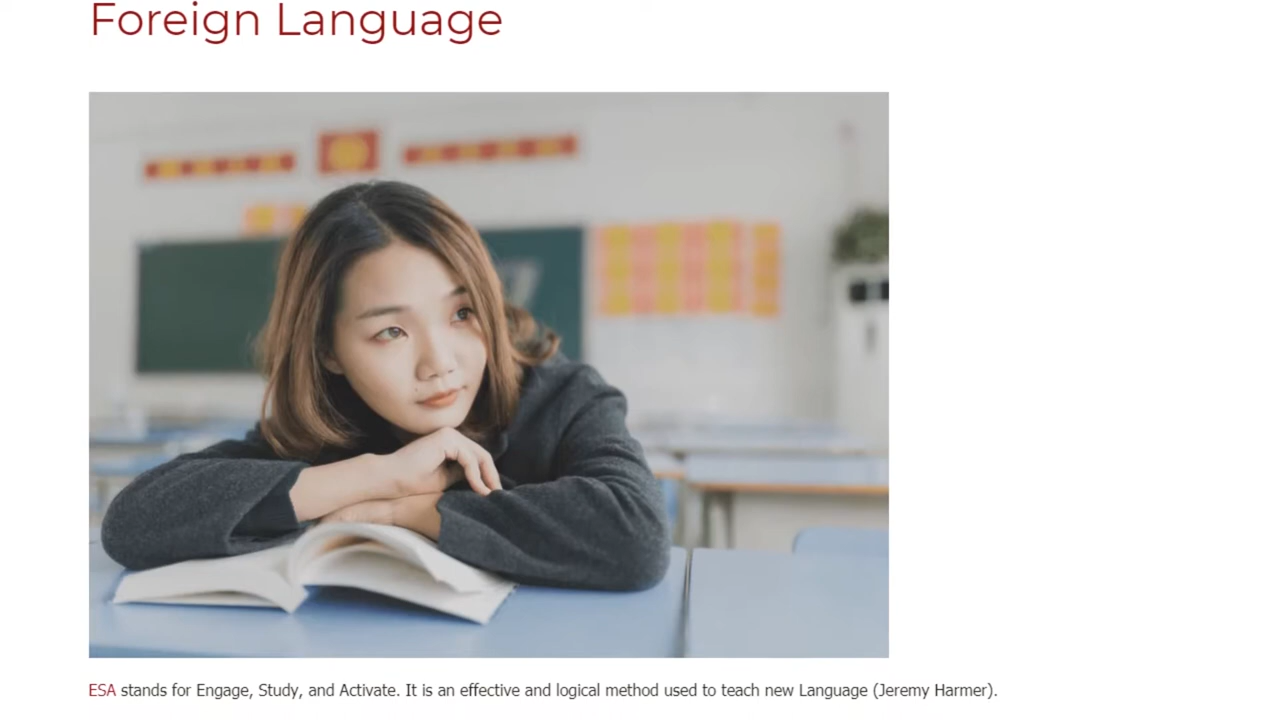 Foreign Language
ESA stands for Engage, Study, and Activate. It is an effective and logical method used to teach new Language (Jeremy Harmer).